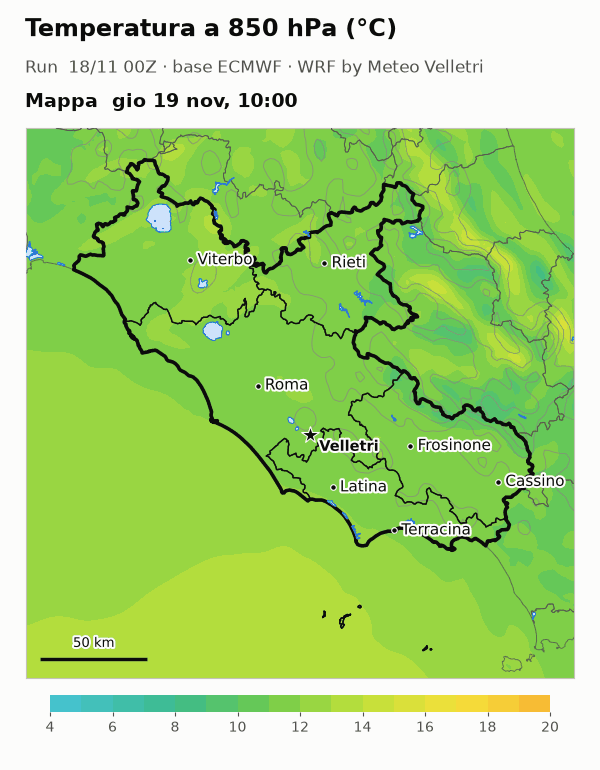 Temperatura a 850 hPa (°C)
Run  18/11 00Z · base ECMWF · WRF by Meteo Velletri
Mappa  gio 19 nov, 10:00
Viterbo
Rieti
Roma
Velletri
Frosinone
Latina
Cassino
Terracina
50 km
4 6 8 10 12 14 16 18 20